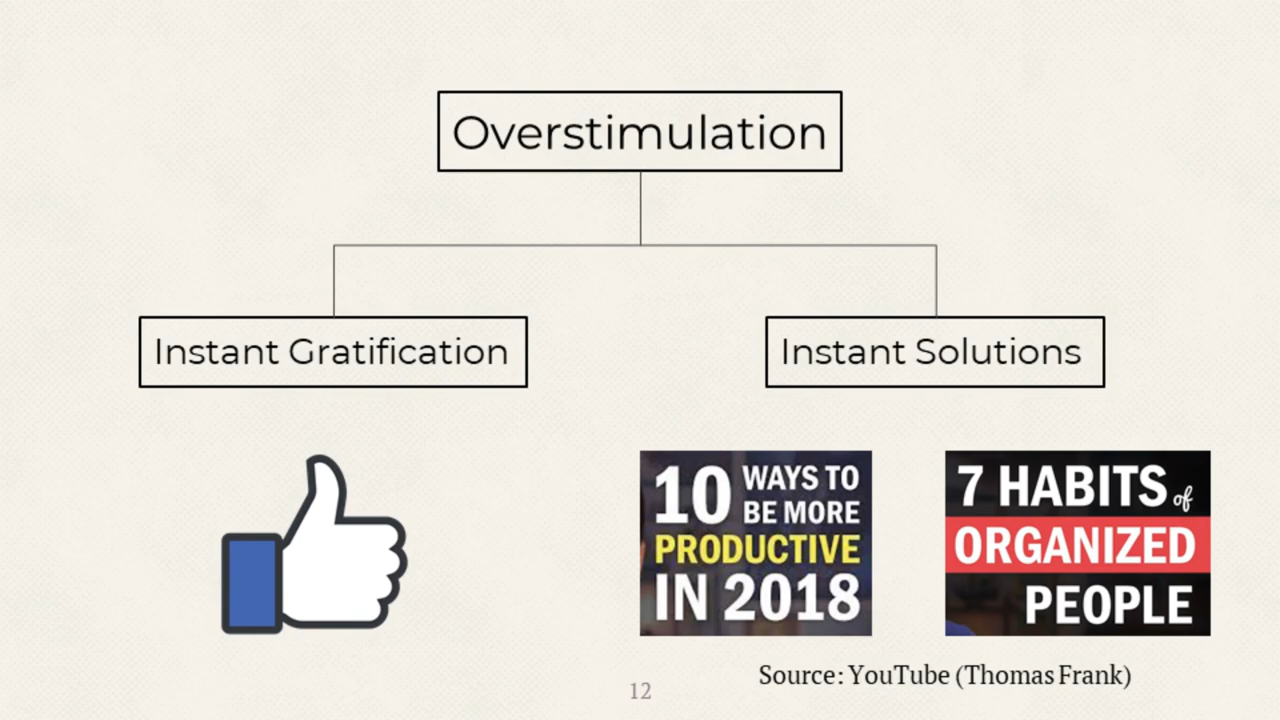 Overstimulation
Instant Gratification
Instant Solutions
10 WAYS TO
BE MORE
PRODUCTIVE
IN 2018
7 HABITS of
ORGANIZED
PEOPLE
Source: YouTube (Thomas Frank)
12